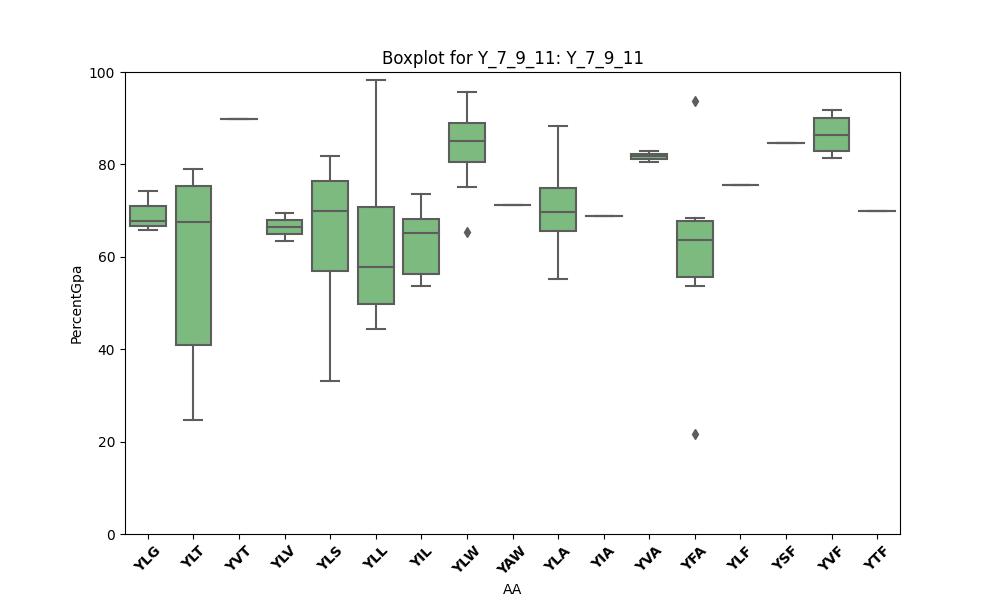 Boxplot for Y_7_9_11: Y_7_9_11
100
80
60
40
20
0
PercentGpa
YLG YLT YVT YLV YLS YLL YIL YLW YAW YLA YIA YVA YFA YLF YSF YVF YTF
AA